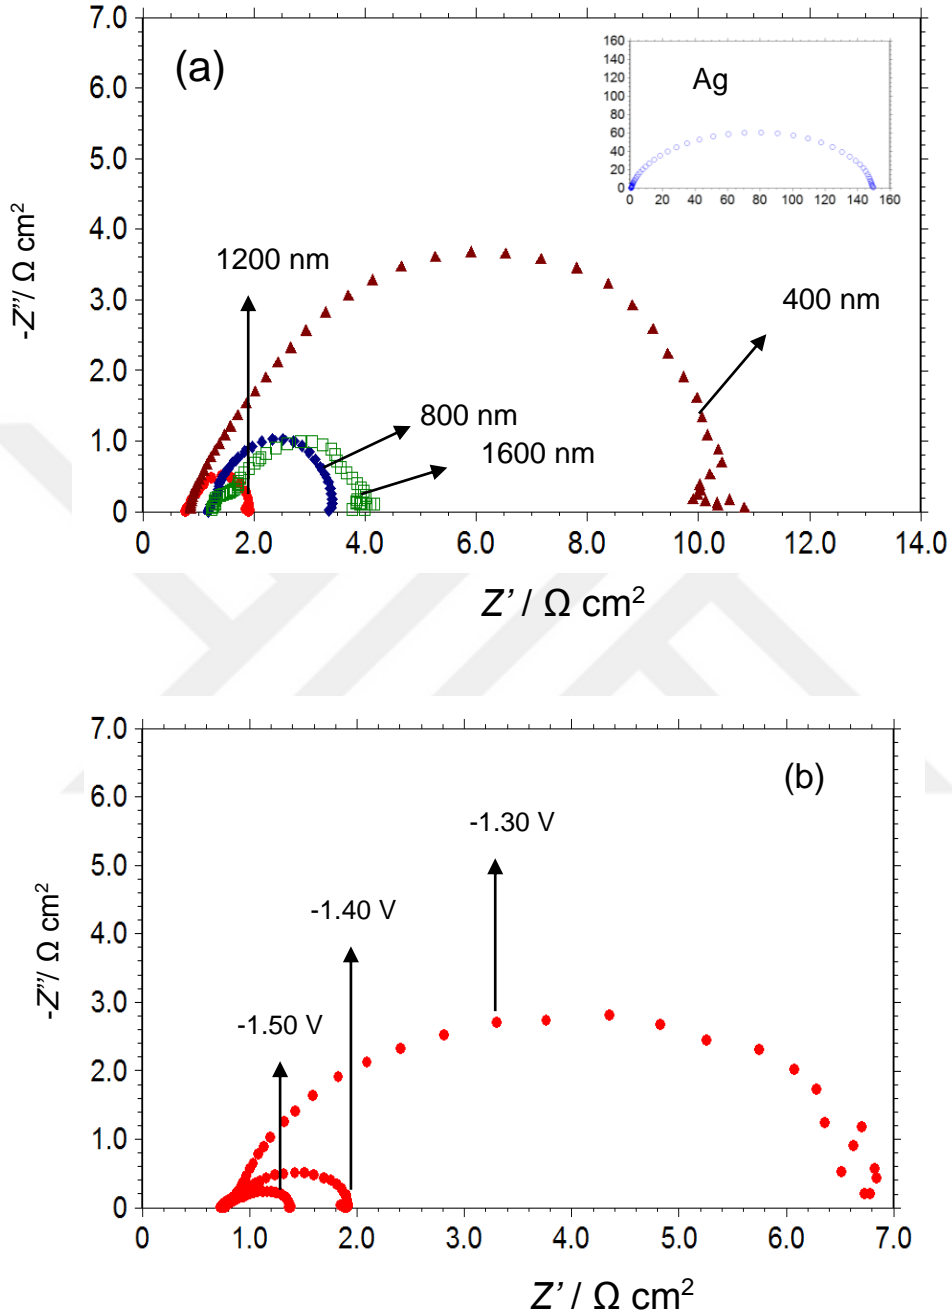 7.0
(a)
6.0
5.0
4.0
3.0
2.0
1.0
0
-Z"/ Ω cm²
160
140
120
100
80
60
40
20
0
Ag
0 20 40 60 80 100 120 140 160
1200 nm
400 nm
800 nm
1600 nm
0 2.0 4.0 6.0 8.0 10.0 12.0 14.0
Z' / Ω cm²
7.0
(b)
6.0
5.0
4.0
3.0
2.0
1.0
0
-Z"/ Ω cm²
-1.30 V
-1.40 V
-1.50 V
0 1.0 2.0 3.0 4.0 5.0 6.0 7.0
Z' / Ω cm²